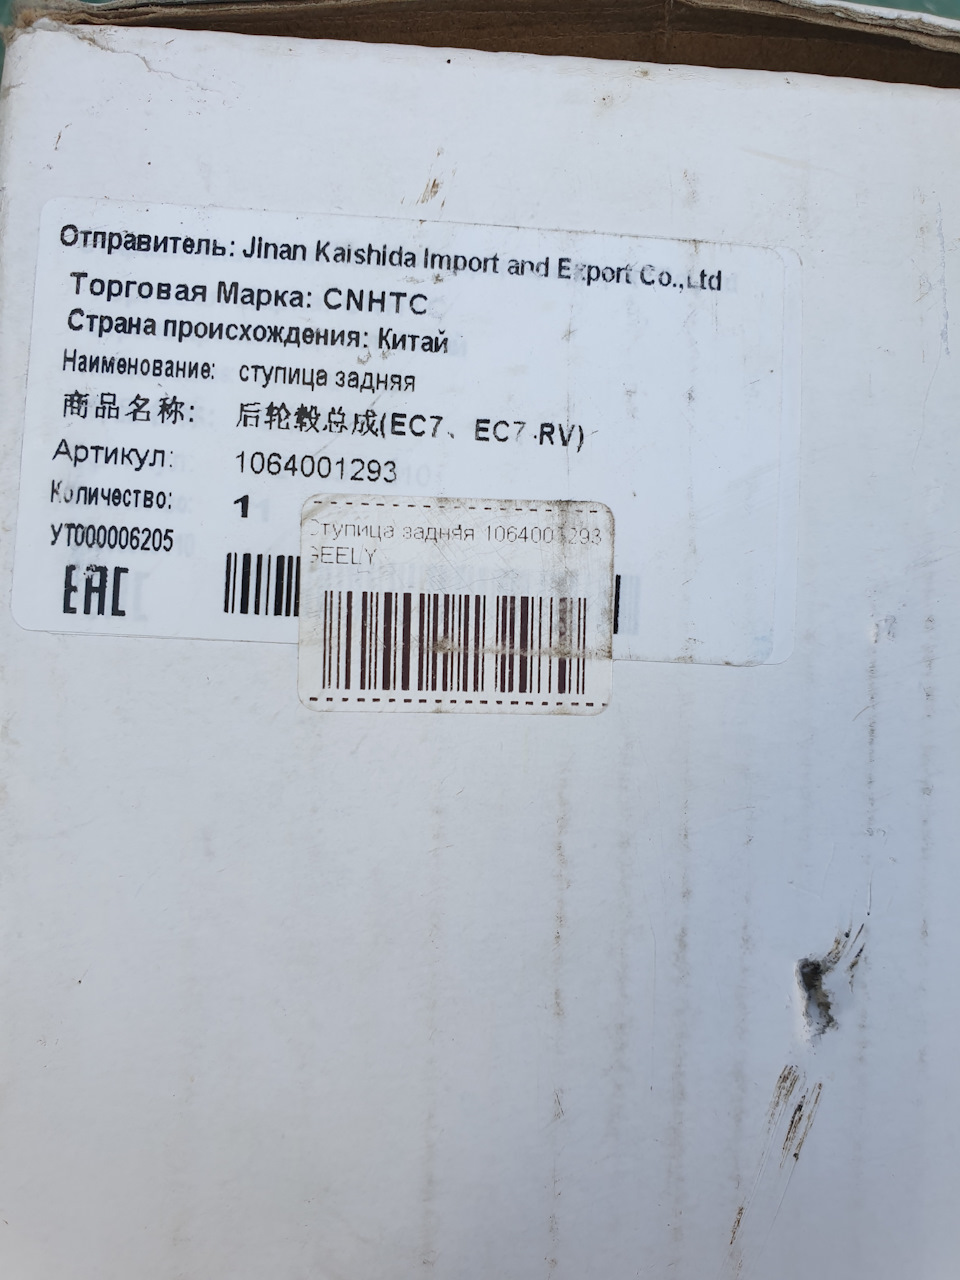 Отправитель: Jinan Kaishida Import and Export Co.,Ltd
Торговая Марка: CNHTC
Страна происхождения: Китай
Наименование: ступица задняя
商品名称: 后轮毂总成(EC7、EC7.RV)
Артикул: 1064001293
Количество: 1
УТ000006205
EAC
Ступица задняя 1064001293
GEELY